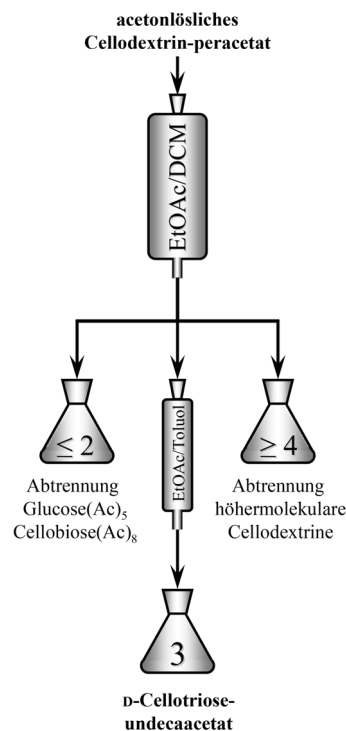 acetonlösliches
Cellodextrin-peracetat
EtOAc/DCM
≤ 2
EtOAc/Toluol
≥ 4
Abtrennung
Glucose(Ac)₅
Cellobiose(Ac)₈
Abtrennung
höhermolekulare
Cellodextrine
3
D-Cellotriose-
undecaacetat